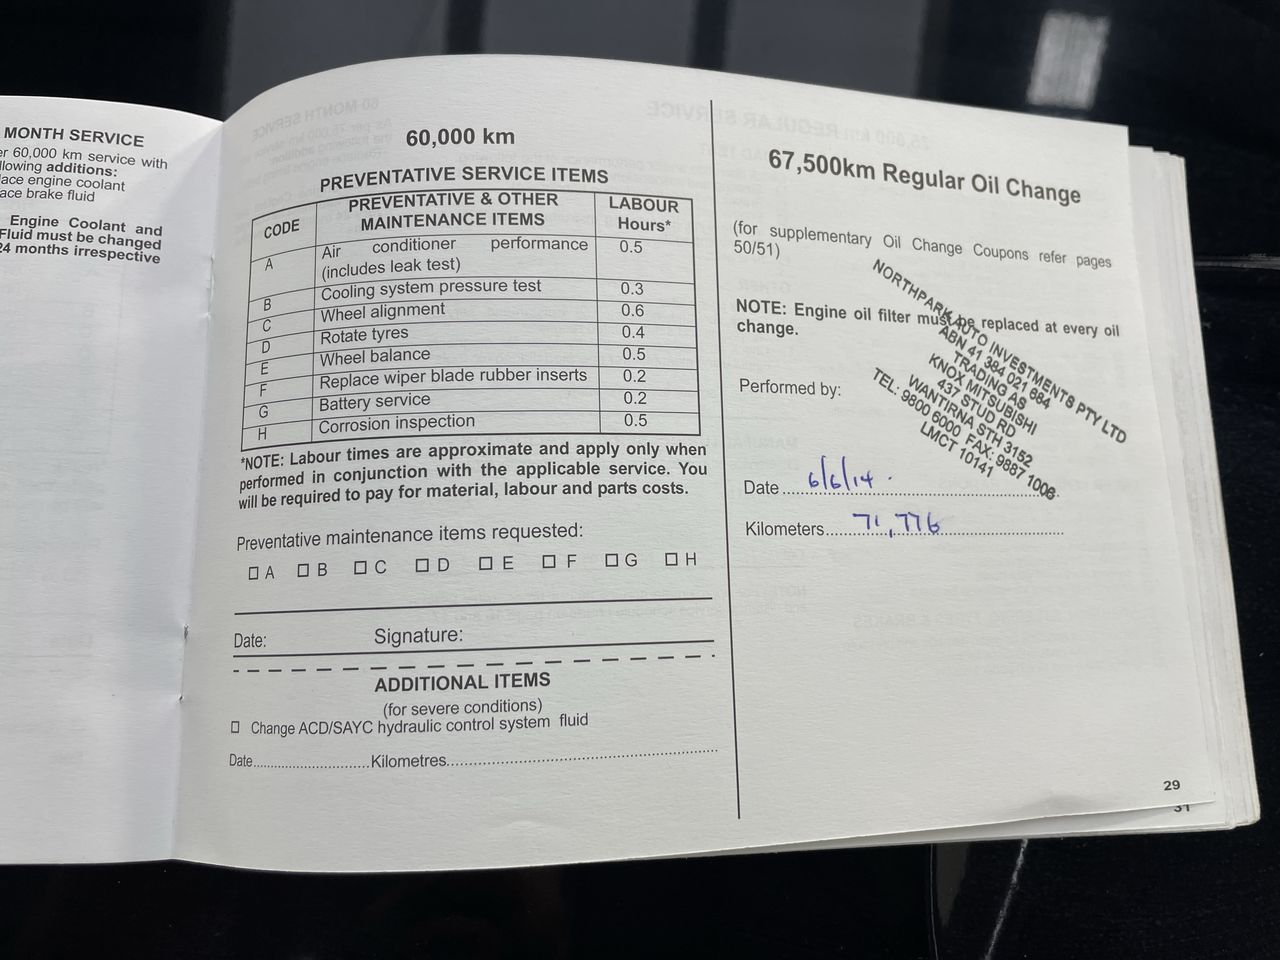 MONTH SERVICE
er 60,000 km service with
llowing additions:
lace engine coolant
ace brake fluid
Engine Coolant and
Fluid must be changed
24 months irrespective
60,000 km
PREVENTATIVE SERVICE ITEMS
CODE PREVENTATIVE & OTHER MAINTENANCE ITEMS LABOUR Hours*
A Air conditioner performance (includes leak test) 0.5
B Cooling system pressure test 0.3
C Wheel alignment 0.6
D Rotate tyres 0.4
E Wheel balance 0.5
F Replace wiper blade rubber inserts 0.2
G Battery service 0.2
H Corrosion inspection 0.5
*NOTE: Labour times are approximate and apply only when
performed in conjunction with the applicable service. You
will be required to pay for material, labour and parts costs.
Preventative maintenance items requested:
☐ A ☐ B ☐ C ☐ D ☐ E ☐ F ☐ G ☐ H
Date: Signature:
ADDITIONAL ITEMS
(for severe conditions)
☐ Change ACD/SAYC hydraulic control system fluid
Date..........................Kilometres..........................
67,500km Regular Oil Change
(for supplementary Oil Change Coupons refer pages
50/51)
NOTE: Engine oil filter must be replaced at every oil
change.
Performed by:
NORTHPARK AUTO INVESTMENTS PTY LTD
ABN 41 384 021 664
TRADING AS
KNOX MITSUBISHI
437 STUD RD
WANTIRNA STH 3152
TEL: 9800 6000 FAX: 9887 1008
LMCT 10141
Date 6/6/14.
Kilometers 71,776
29
31